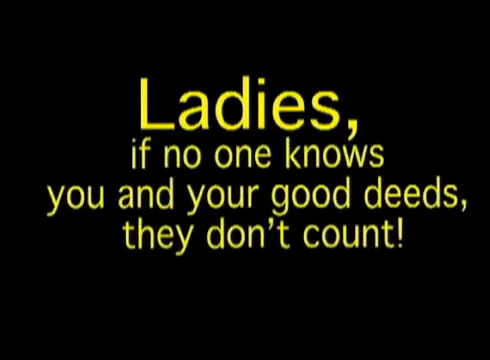 Ladies,
if no one knows
you and your good deeds,
they don't count!